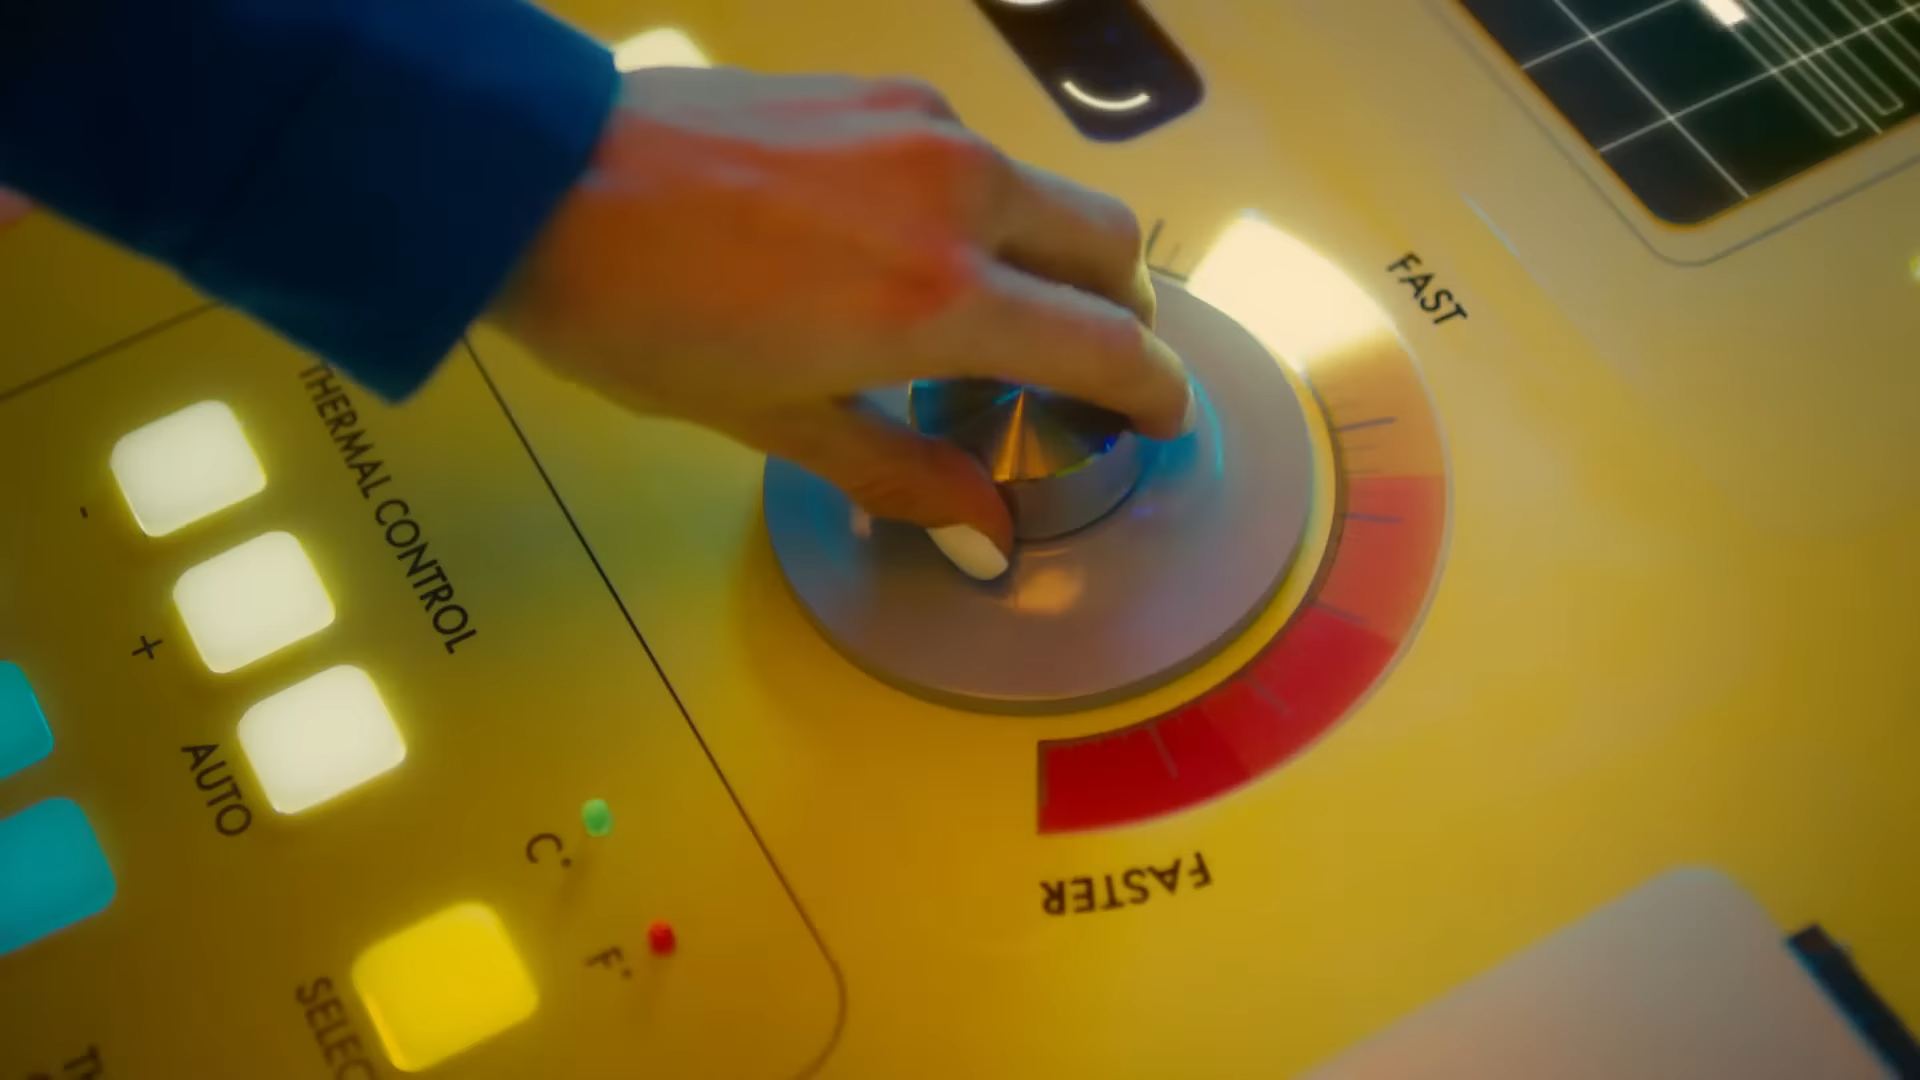 FAST
FASTER
THERMAL CONTROL
-
+
AUTO
C°
F°